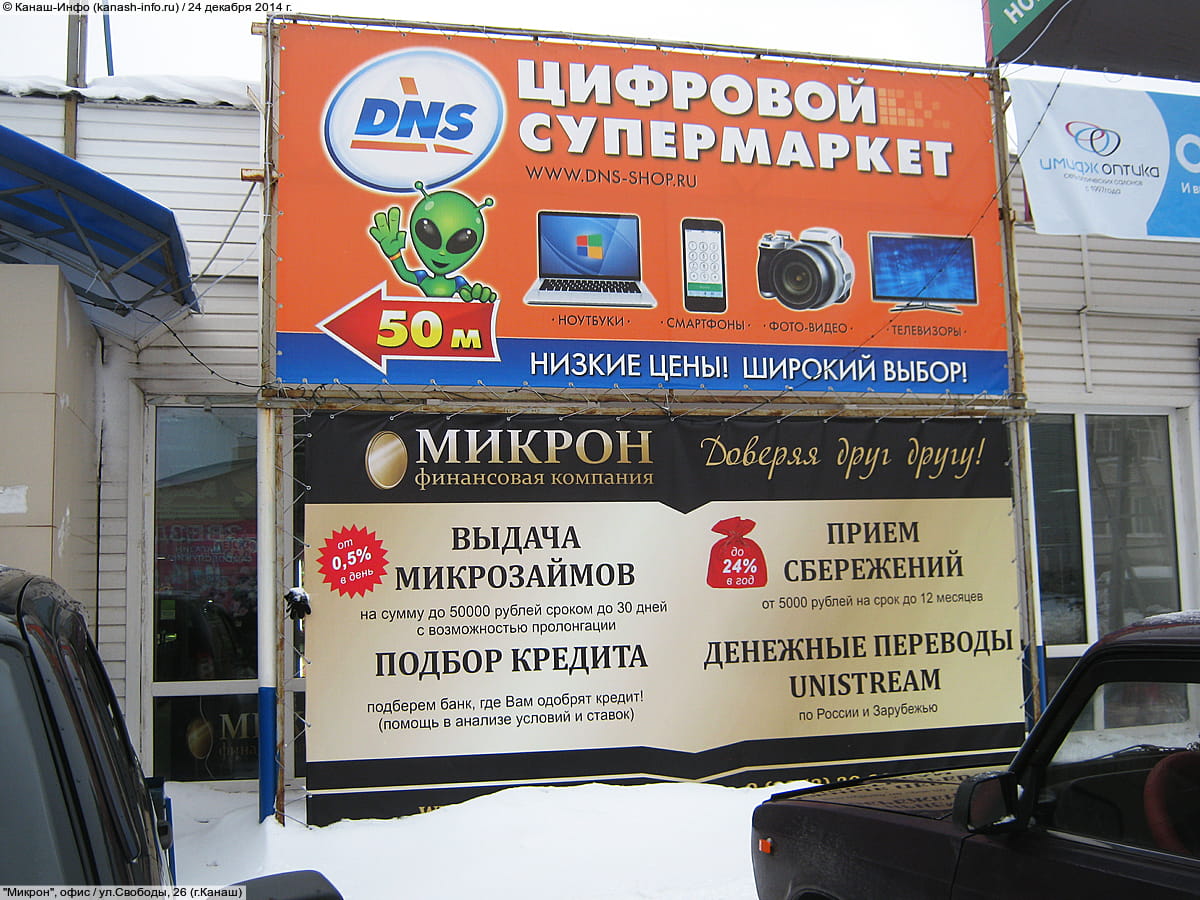 © Канаш-Инфо (kanash-info.ru) / 24 декабря 2014 г.
DNS
ЦИФРОВОЙ
СУПЕРМАРКЕТ
WWW.DNS-SHOP.RU
· НОУТБУКИ ·
· СМАРТФОНЫ ·
· ФОТО-ВИДЕО ·
· ТЕЛЕВИЗОРЫ ·
50 м
НИЗКИЕ ЦЕНЫ! ШИРОКИЙ ВЫБОР!
имидж оптика
с 1997 года
МИКРОН
финансовая компания
Доверяя друг другу!
от
0,5%
в день
ВЫДАЧА
МИКРОЗАЙМОВ
на сумму до 50000 рублей сроком до 30 дней
с возможностью пролонгации
ПОДБОР КРЕДИТА
подберем банк, где Вам одобрят кредит!
(помощь в анализе условий и ставок)
до
24%
в год
ПРИЕМ
СБЕРЕЖЕНИЙ
от 5000 рублей на срок до 12 месяцев
ДЕНЕЖНЫЕ ПЕРЕВОДЫ
UNISTREAM
по России и Зарубежью
"Микрон", офис / ул.Свободы, 26 (г.Канаш)